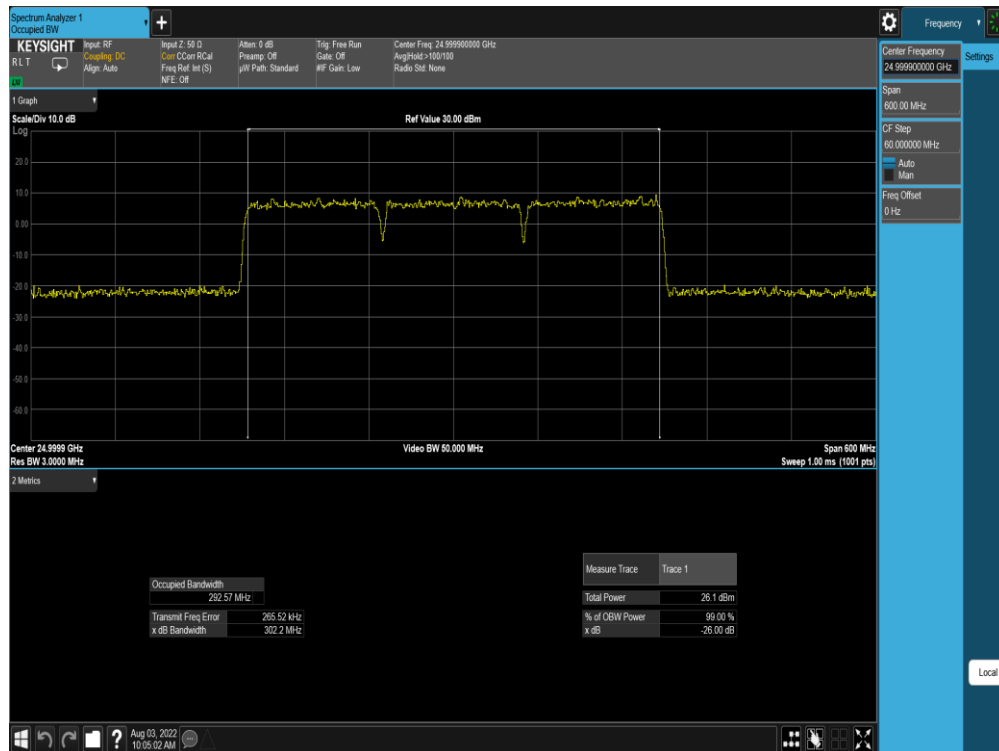 Spectrum Analyzer 1
Occupied BW
Frequency
KEYSIGHT
R L T
LXI
Input: RF
Coupling: DC
Align: Auto
Input Z: 50 Ω
Corr CCorr RCal
Freq Ref: Int (S)
NFE: Off
Atten: 0 dB
Preamp: Off
µW Path: Standard
Trig: Free Run
Gate: Off
#IF Gain: Low
Center Freq: 24.999900000 GHz
Avg|Hold:>100/100
Radio Std: None
Center Frequency
24.999900000 GHz
Settings
Span
600.00 MHz
CF Step
60.000000 MHz
Auto
Man
Freq Offset
0 Hz
1 Graph
Scale/Div 10.0 dB
Ref Value 30.00 dBm
Log
20.0
10.0
0.00
-10.0
-20.0
-30.0
-40.0
-50.0
-60.0
Center 24.9999 GHz
Video BW 50.000 MHz
Span 600 MHz
Res BW 3.0000 MHz
Sweep 1.00 ms (1001 pts)
2 Metrics
Measure Trace Trace 1
Occupied Bandwidth
292.57 MHz
Total Power 26.1 dBm
Transmit Freq Error 265.52 kHz
% of OBW Power 99.00 %
x dB Bandwidth 302.2 MHz
x dB -26.00 dB
Local
?
Aug 03, 2022
10:05:02 AM